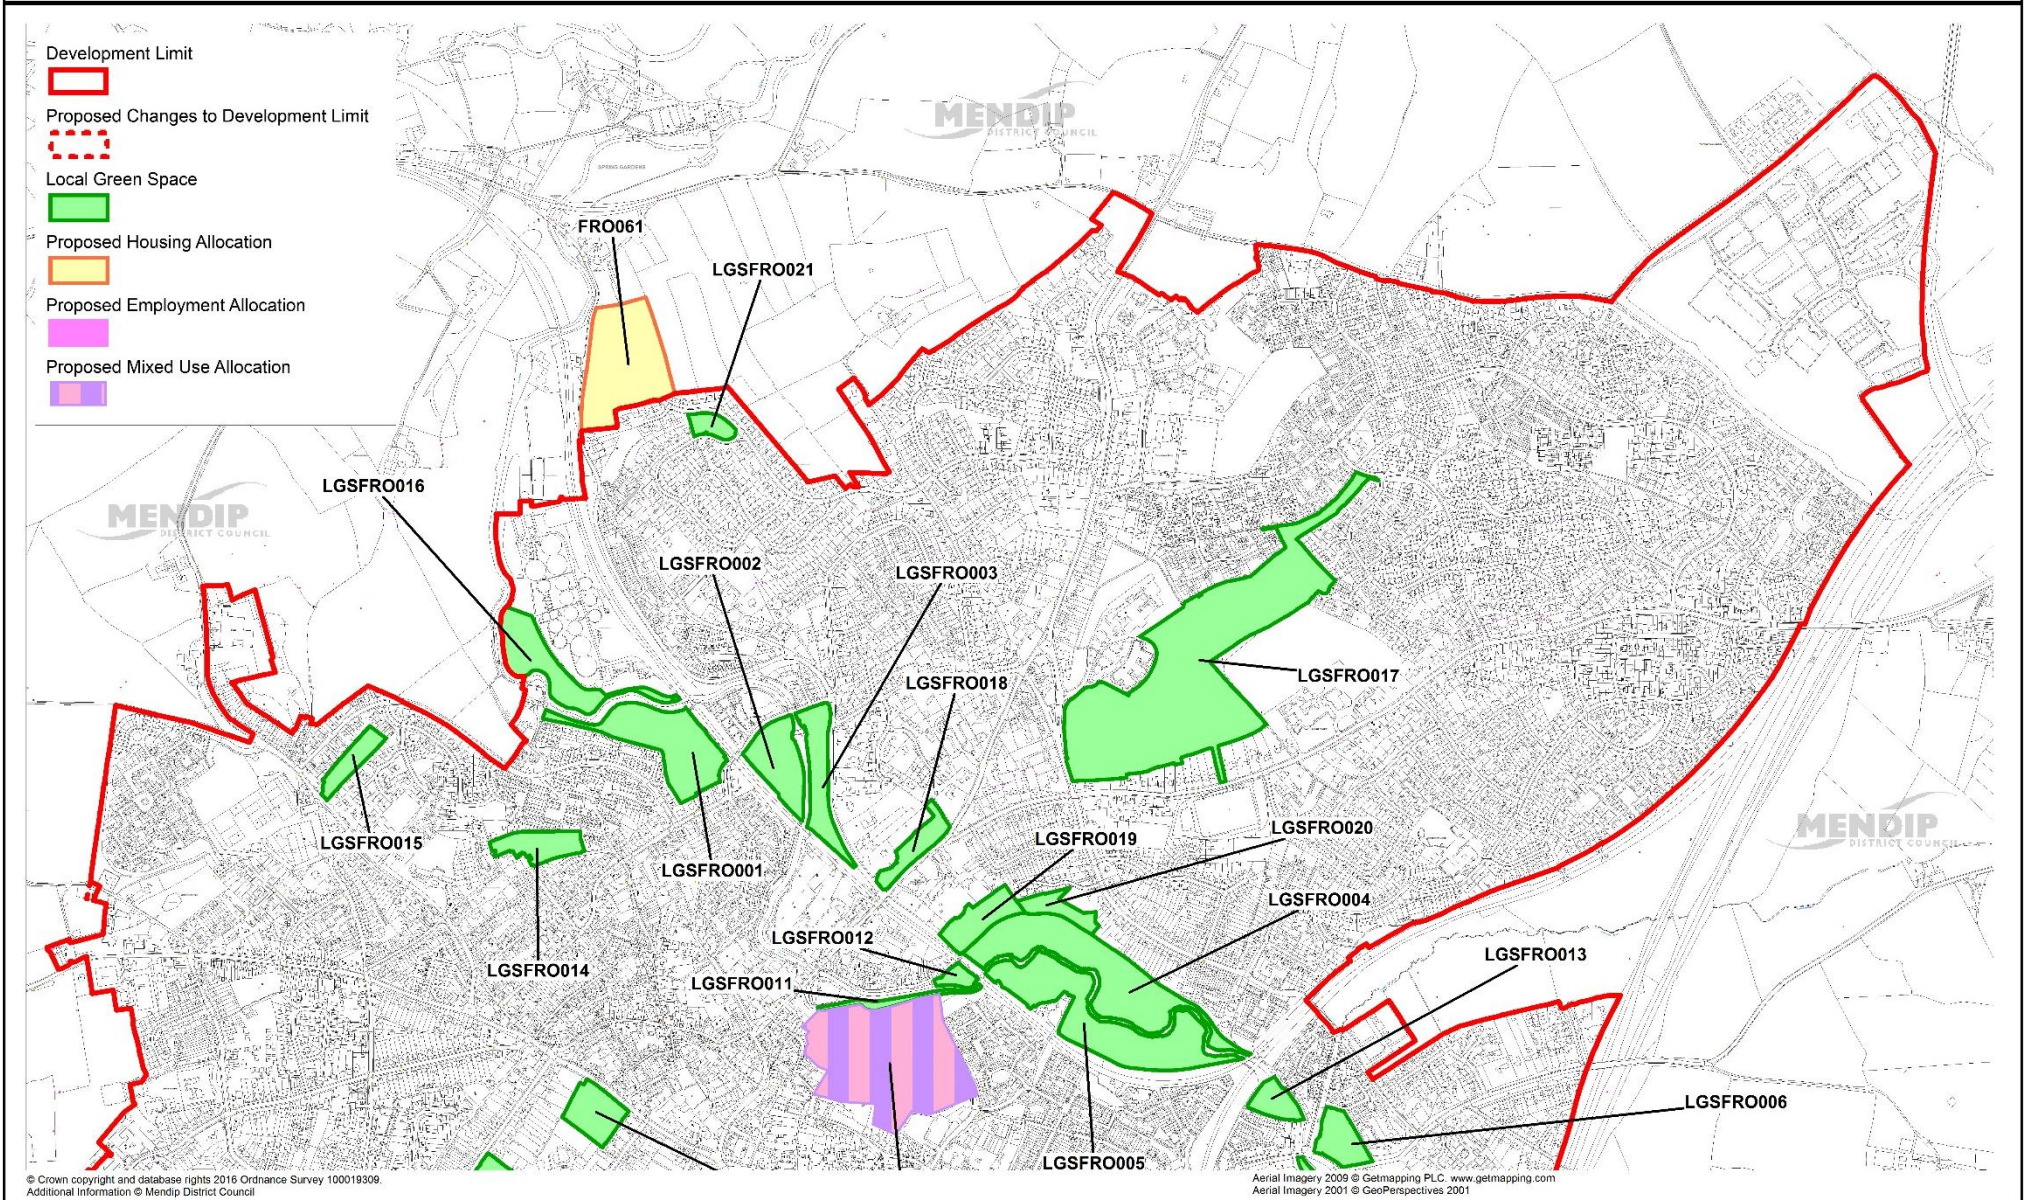 Development Limit
Proposed Changes to Development Limit
Local Green Space
Proposed Housing Allocation
Proposed Employment Allocation
Proposed Mixed Use Allocation
MENDIP
DISTRICT COUNCIL
SPRING GARDENS
FRO061
LGSFRO021
LGSFRO016
MENDIP
DISTRICT COUNCIL
LGSFRO002
LGSFRO003
LGSFRO018
LGSFRO017
LGSFRO015
LGSFRO001
LGSFRO019
LGSFRO020
MENDIP
DISTRICT COUNCIL
LGSFRO004
LGSFRO012
LGSFRO014
LGSFRO011
LGSFRO013
LGSFRO006
LGSFRO005
© Crown copyright and database rights 2016 Ordnance Survey 100019309.
Additional Information © Mendip District Council
Aerial Imagery 2009 © Getmapping PLC. www.getmapping.com
Aerial Imagery 2001 © GeoPerspectives 2001